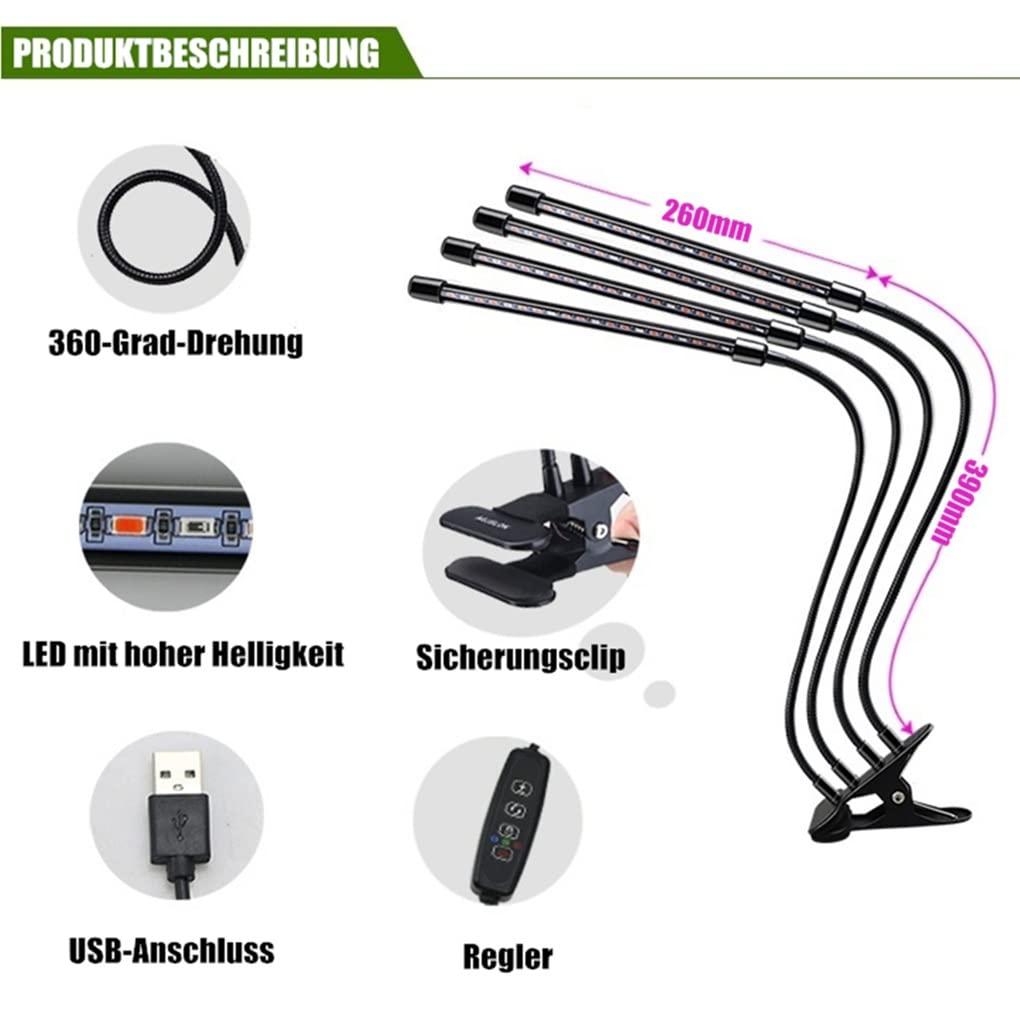 PRODUKTBESCHREIBUNG
260mm
360-Grad-Drehung
390mm
LED mit hoher Helligkeit
Sicherungsclip
USB-Anschluss
Regler